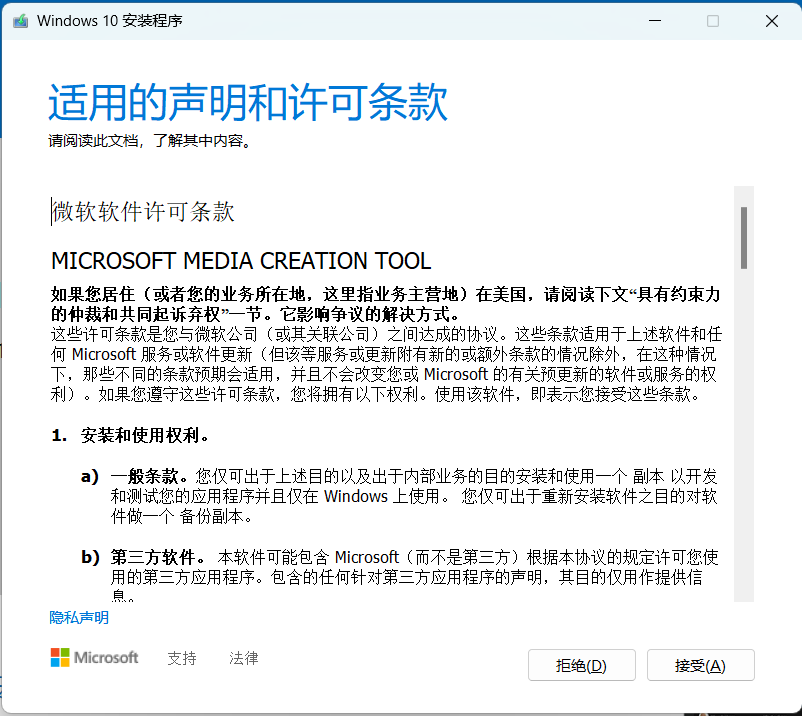 Windows 10 安装程序
适用的声明和许可条款
请阅读此文档，了解其中内容。
微软软件许可条款
MICROSOFT MEDIA CREATION TOOL
如果您居住（或者您的业务所在地，这里指业务主营地）在美国，请阅读下文“具有约束力
的仲裁和共同起诉弃权”一节。它影响争议的解决方式。
这些许可条款是您与微软公司（或其关联公司）之间达成的协议。这些条款适用于上述软件和任
何 Microsoft 服务或软件更新（但该等服务或更新附有新的或额外条款的情况除外，在这种情况
下，那些不同的条款预期会适用，并且不会改变您或 Microsoft 的有关预更新的软件或服务的权
利）。如果您遵守这些许可条款，您将拥有以下权利。使用该软件，即表示您接受这些条款。
1. 安装和使用权利。
a) 一般条款。您仅可出于上述目的以及出于内部业务的目的安装和使用一个 副本 以开发
和测试您的应用程序并且仅在 Windows 上使用。 您仅可出于重新安装软件之目的对软
件做一个 备份副本。
b) 第三方软件。 本软件可能包含 Microsoft（而不是第三方）根据本协议的规定许可您使
用的第三方应用程序。包含的任何针对第三方应用程序的声明，其目的仅用作提供信
息。
隐私声明
Microsoft 支持 法律 拒绝(D) 接受(A)